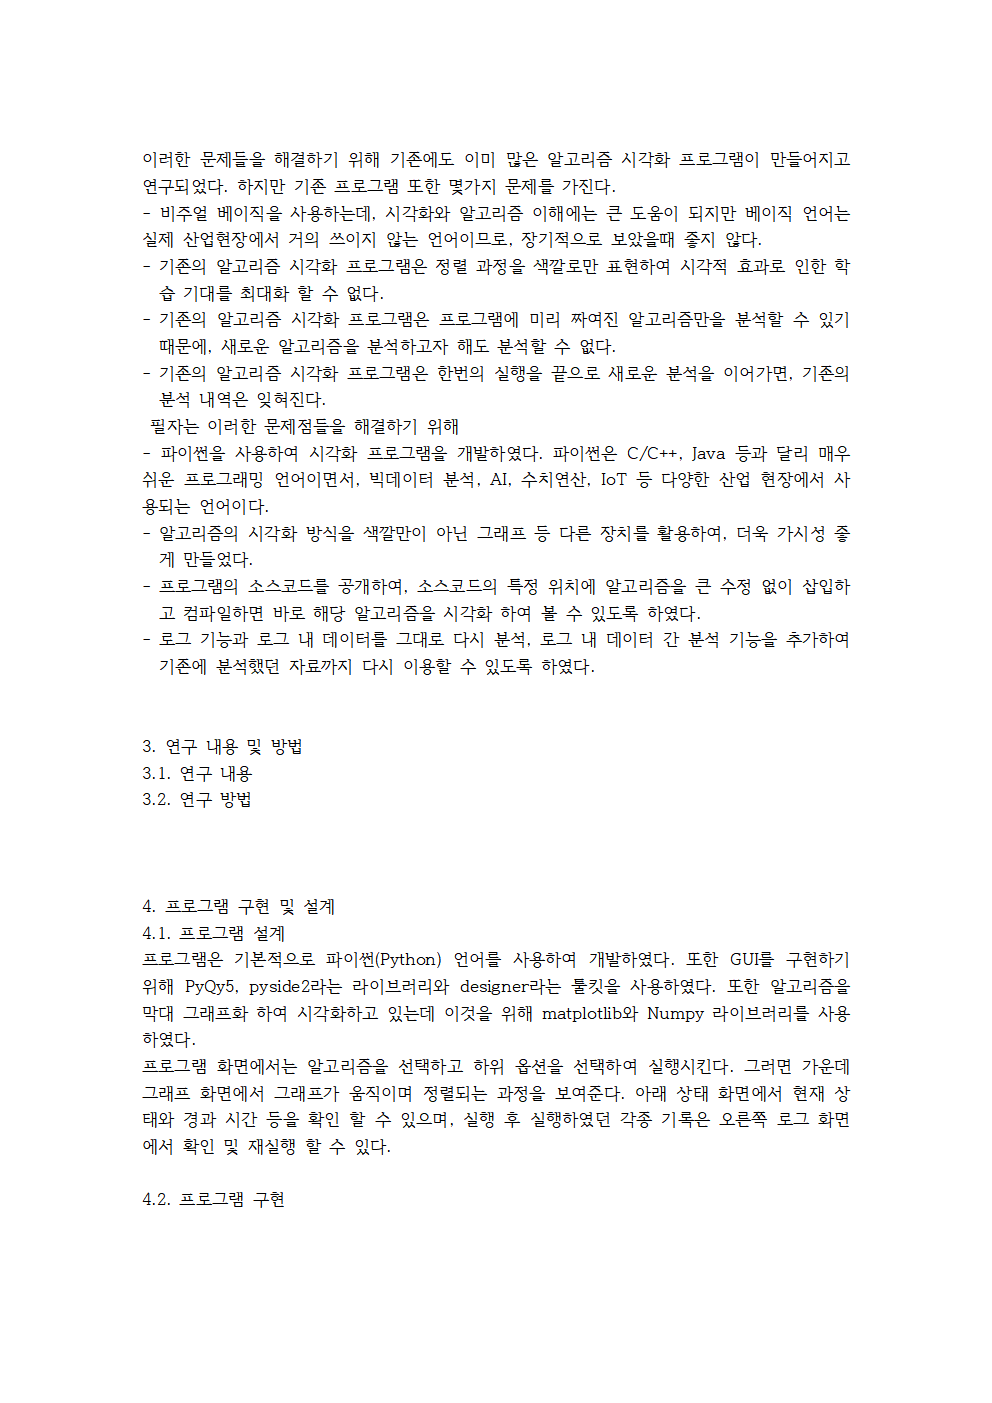 이러한 문제들을 해결하기 위해 기존에도 이미 많은 알고리즘 시각화 프로그램이 만들어지고
연구되었다. 하지만 기존 프로그램 또한 몇가지 문제를 가진다.
- 비주얼 베이직을 사용하는데, 시각화와 알고리즘 이해에는 큰 도움이 되지만 베이직 언어는
실제 산업현장에서 거의 쓰이지 않는 언어이므로, 장기적으로 보았을때 좋지 않다.
- 기존의 알고리즘 시각화 프로그램은 정렬 과정을 색깔로만 표현하여 시각적 효과로 인한 학
습 기대를 최대화 할 수 없다.
- 기존의 알고리즘 시각화 프로그램은 프로그램에 미리 짜여진 알고리즘만을 분석할 수 있기
때문에, 새로운 알고리즘을 분석하고자 해도 분석할 수 없다.
- 기존의 알고리즘 시각화 프로그램은 한번의 실행을 끝으로 새로운 분석을 이어가면, 기존의
분석 내역은 잊혀진다.
필자는 이러한 문제점들을 해결하기 위해
- 파이썬을 사용하여 시각화 프로그램을 개발하였다. 파이썬은 C/C++, Java 등과 달리 매우
쉬운 프로그래밍 언어이면서, 빅데이터 분석, AI, 수치연산, IoT 등 다양한 산업 현장에서 사
용되는 언어이다.
- 알고리즘의 시각화 방식을 색깔만이 아닌 그래프 등 다른 장치를 활용하여, 더욱 가시성 좋
게 만들었다.
- 프로그램의 소스코드를 공개하여, 소스코드의 특정 위치에 알고리즘을 큰 수정 없이 삽입하
고 컴파일하면 바로 해당 알고리즘을 시각화 하여 볼 수 있도록 하였다.
- 로그 기능과 로그 내 데이터를 그대로 다시 분석, 로그 내 데이터 간 분석 기능을 추가하여
기존에 분석했던 자료까지 다시 이용할 수 있도록 하였다.
3. 연구 내용 및 방법
3.1. 연구 내용
3.2. 연구 방법
4. 프로그램 구현 및 설계
4.1. 프로그램 설계
프로그램은 기본적으로 파이썬(Python) 언어를 사용하여 개발하였다. 또한 GUI를 구현하기
위해 PyQy5, pyside2라는 라이브러리와 designer라는 툴킷을 사용하였다. 또한 알고리즘을
막대 그래프화 하여 시각화하고 있는데 이것을 위해 matplotlib와 Numpy 라이브러리를 사용
하였다.
프로그램 화면에서는 알고리즘을 선택하고 하위 옵션을 선택하여 실행시킨다. 그러면 가운데
그래프 화면에서 그래프가 움직이며 정렬되는 과정을 보여준다. 아래 상태 화면에서 현재 상
태와 경과 시간 등을 확인 할 수 있으며, 실행 후 실행하였던 각종 기록은 오른쪽 로그 화면
에서 확인 및 재실행 할 수 있다.
4.2. 프로그램 구현